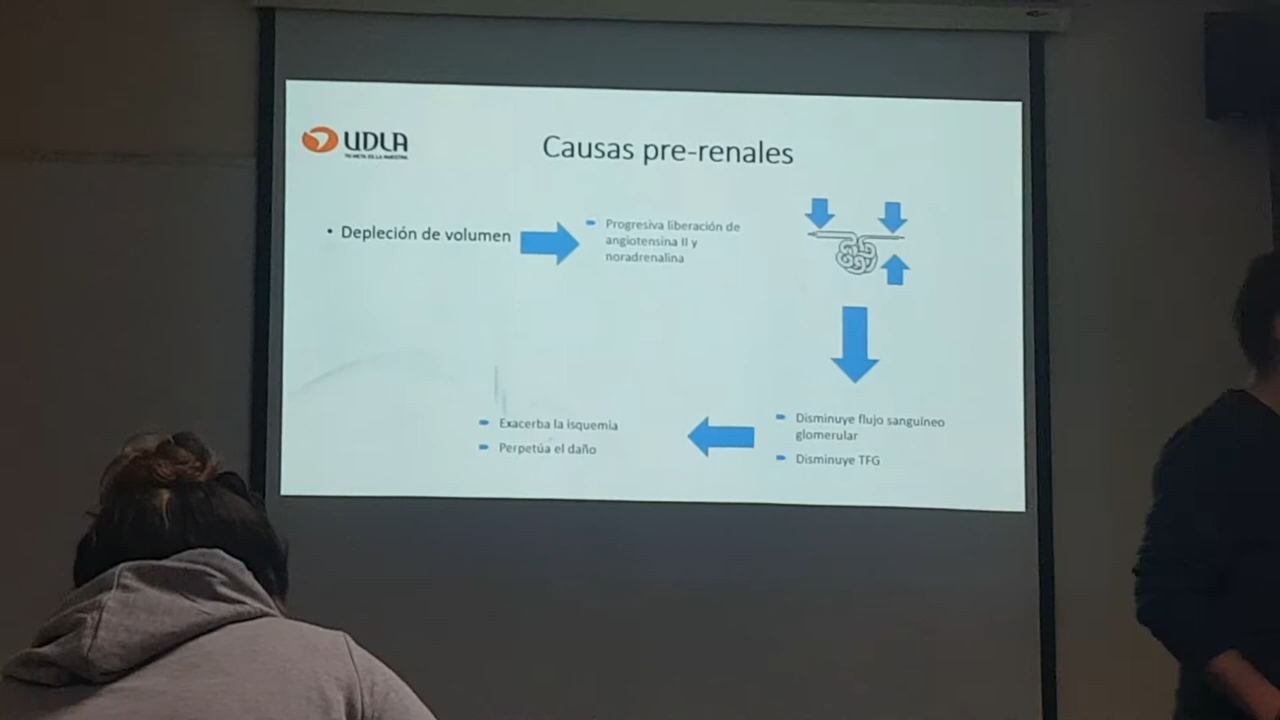 UDLA
Causas pre-renales
• Depleción de volumen
Progresiva liberación de
angiotensina II y
noradrenalina
Disminuye flujo sanguíneo
glomerular
Disminuye TFG
Exacerba la isquemia
Perpetúa el daño